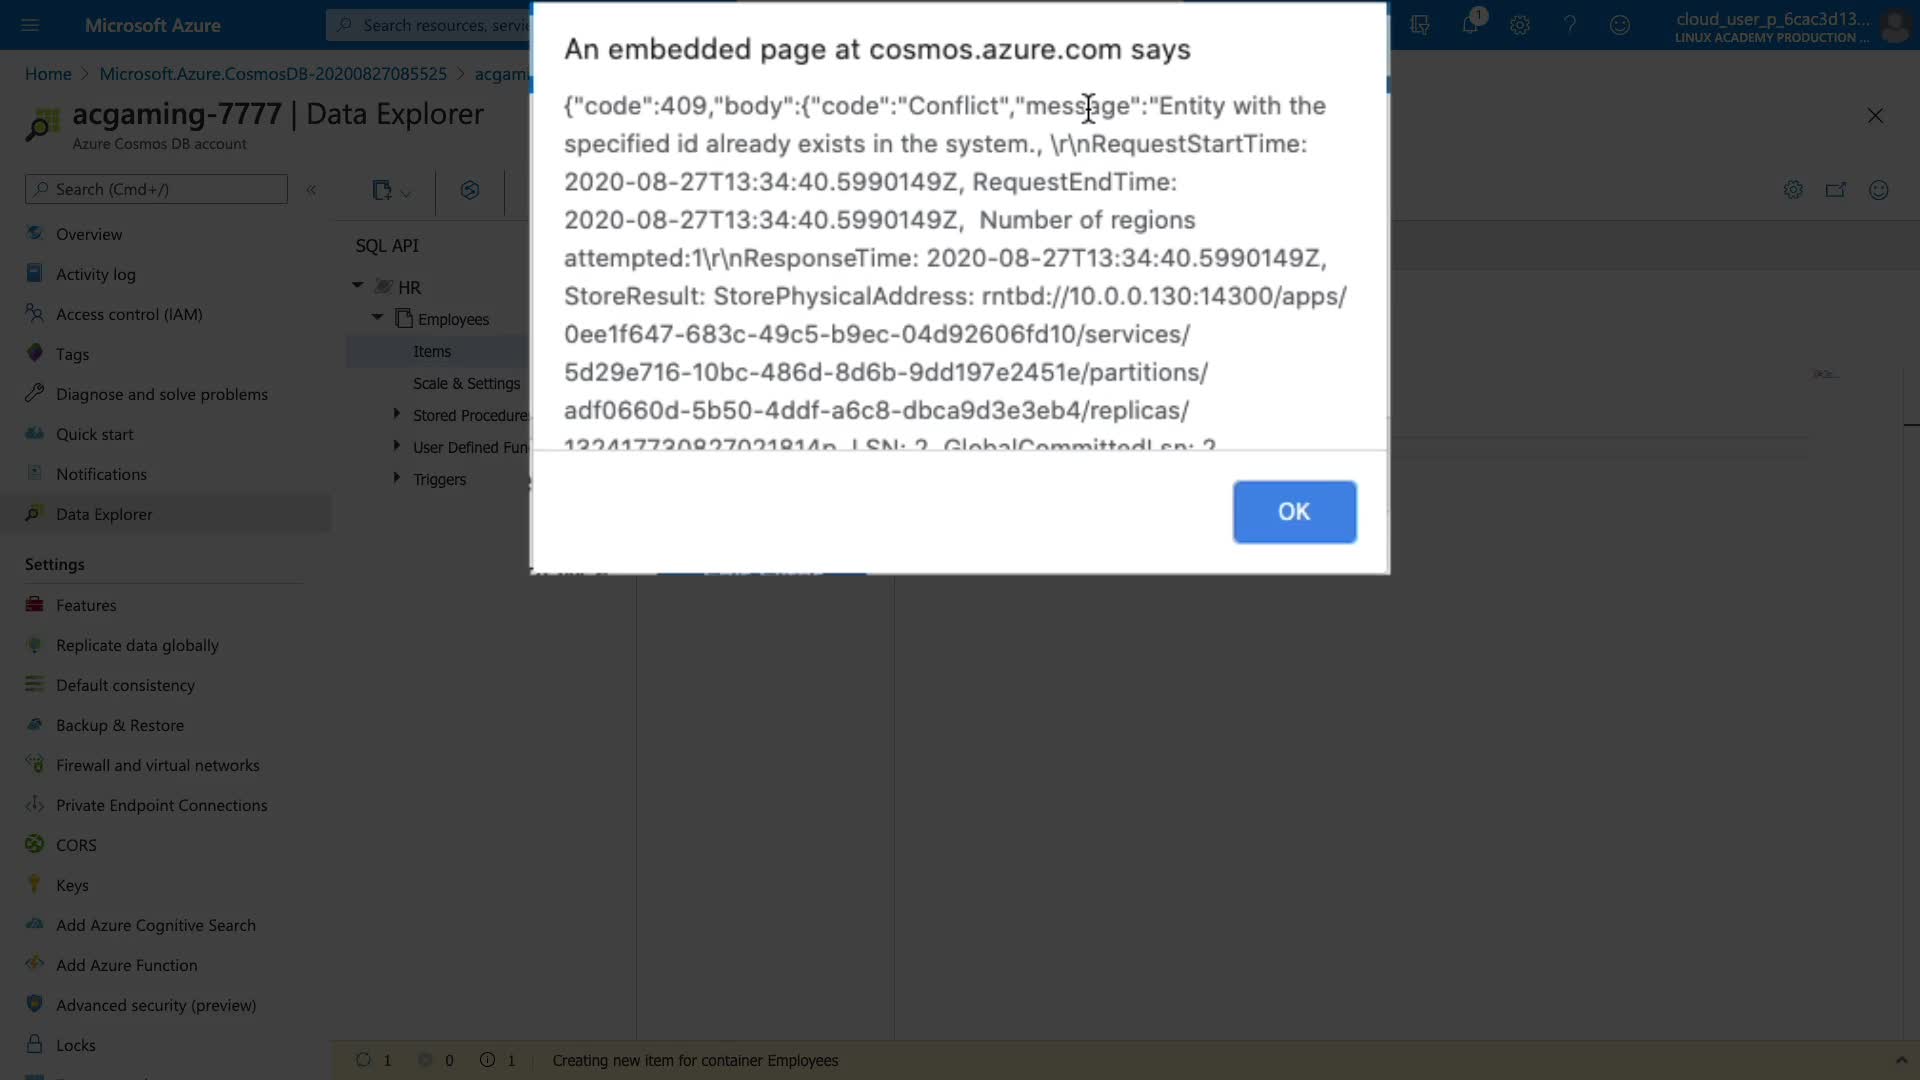 Microsoft Azure
Search resources, servi
1
cloud_user_p_6cac3d13...
LINUX ACADEMY PRODUCTION ...
Home > Microsoft.Azure.CosmosDB-20200827085525 > acgami
acgaming-7777 | Data Explorer
Azure Cosmos DB account
Search (Cmd+/)
Overview
Activity log
Access control (IAM)
Tags
Diagnose and solve problems
Quick start
Notifications
Data Explorer
Settings
Features
Replicate data globally
Default consistency
Backup & Restore
Firewall and virtual networks
Private Endpoint Connections
CORS
Keys
Add Azure Cognitive Search
Add Azure Function
Advanced security (preview)
Locks
SQL API
HR
Employees
Items
Scale & Settings
Stored Procedure
User Defined Fun
Triggers
An embedded page at cosmos.azure.com says
{"code":409,"body":{"code":"Conflict","message":"Entity with the
specified id already exists in the system., \r\nRequestStartTime:
2020-08-27T13:34:40.5990149Z, RequestEndTime:
2020-08-27T13:34:40.5990149Z,  Number of regions
attempted:1\r\nResponseTime: 2020-08-27T13:34:40.5990149Z,
StoreResult: StorePhysicalAddress: rntbd://10.0.0.130:14300/apps/
0ee1f647-683c-49c5-b9ec-04d92606fd10/services/
5d29e716-10bc-486d-8d6b-9dd197e2451e/partitions/
adf0660d-5b50-4ddf-a6c8-dbca9d3e3eb4/replicas/
132417730827021814p, LSN: 2, GlobalCommittedLsn: 2,
OK
1 0 1 Creating new item for container Employees